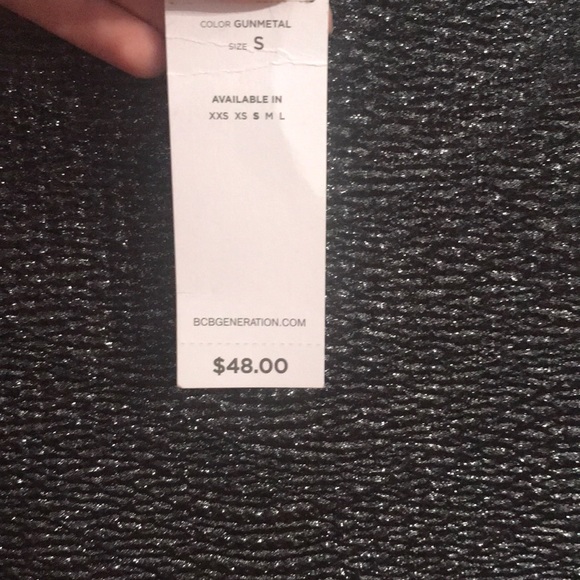 COLOR GUNMETAL
SIZE S
AVAILABLE IN
XXS XS S M L
BCBGENERATION.COM
$48.00